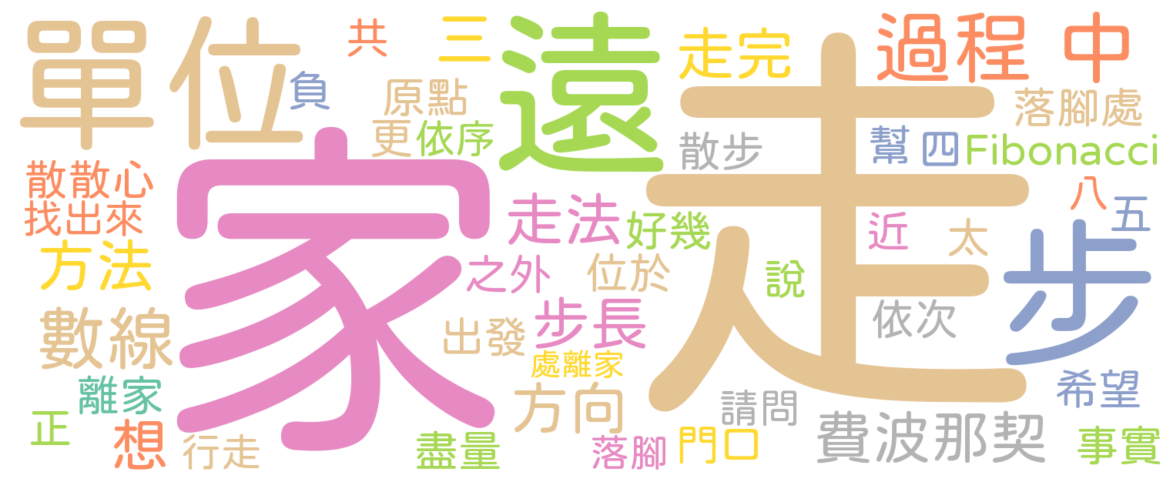 單位
共
三
遠
走完
過程
中
負
原點
落腳處
更
依序
散步
幫
四
Fibonacci
家
走
散散心
找出來
走法
好幾
近
太
八
五
方法
之外
位於
說
步
數線
出發
步長
依次
處離家
離家
方向
請問
希望
正
想
行走
盡量
落腳
門口
費波那契
事實